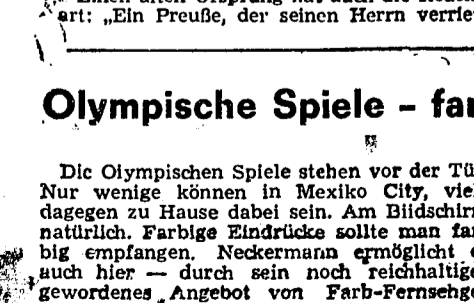 art: „Ein Preuße, der seinen Herrn verrie
Olympische Spiele – fa
Die Olympischen Spiele stehen vor der Tü
Nur wenige können in Mexiko City, vie
dagegen zu Hause dabei sein. Am Bildschir
natürlich. Farbige Eindrücke sollte man fa
big empfangen. Neckermann ermöglicht
auch hier — durch sein noch reichhaltig
gewordenes Angebot von Farb-Fernsehg